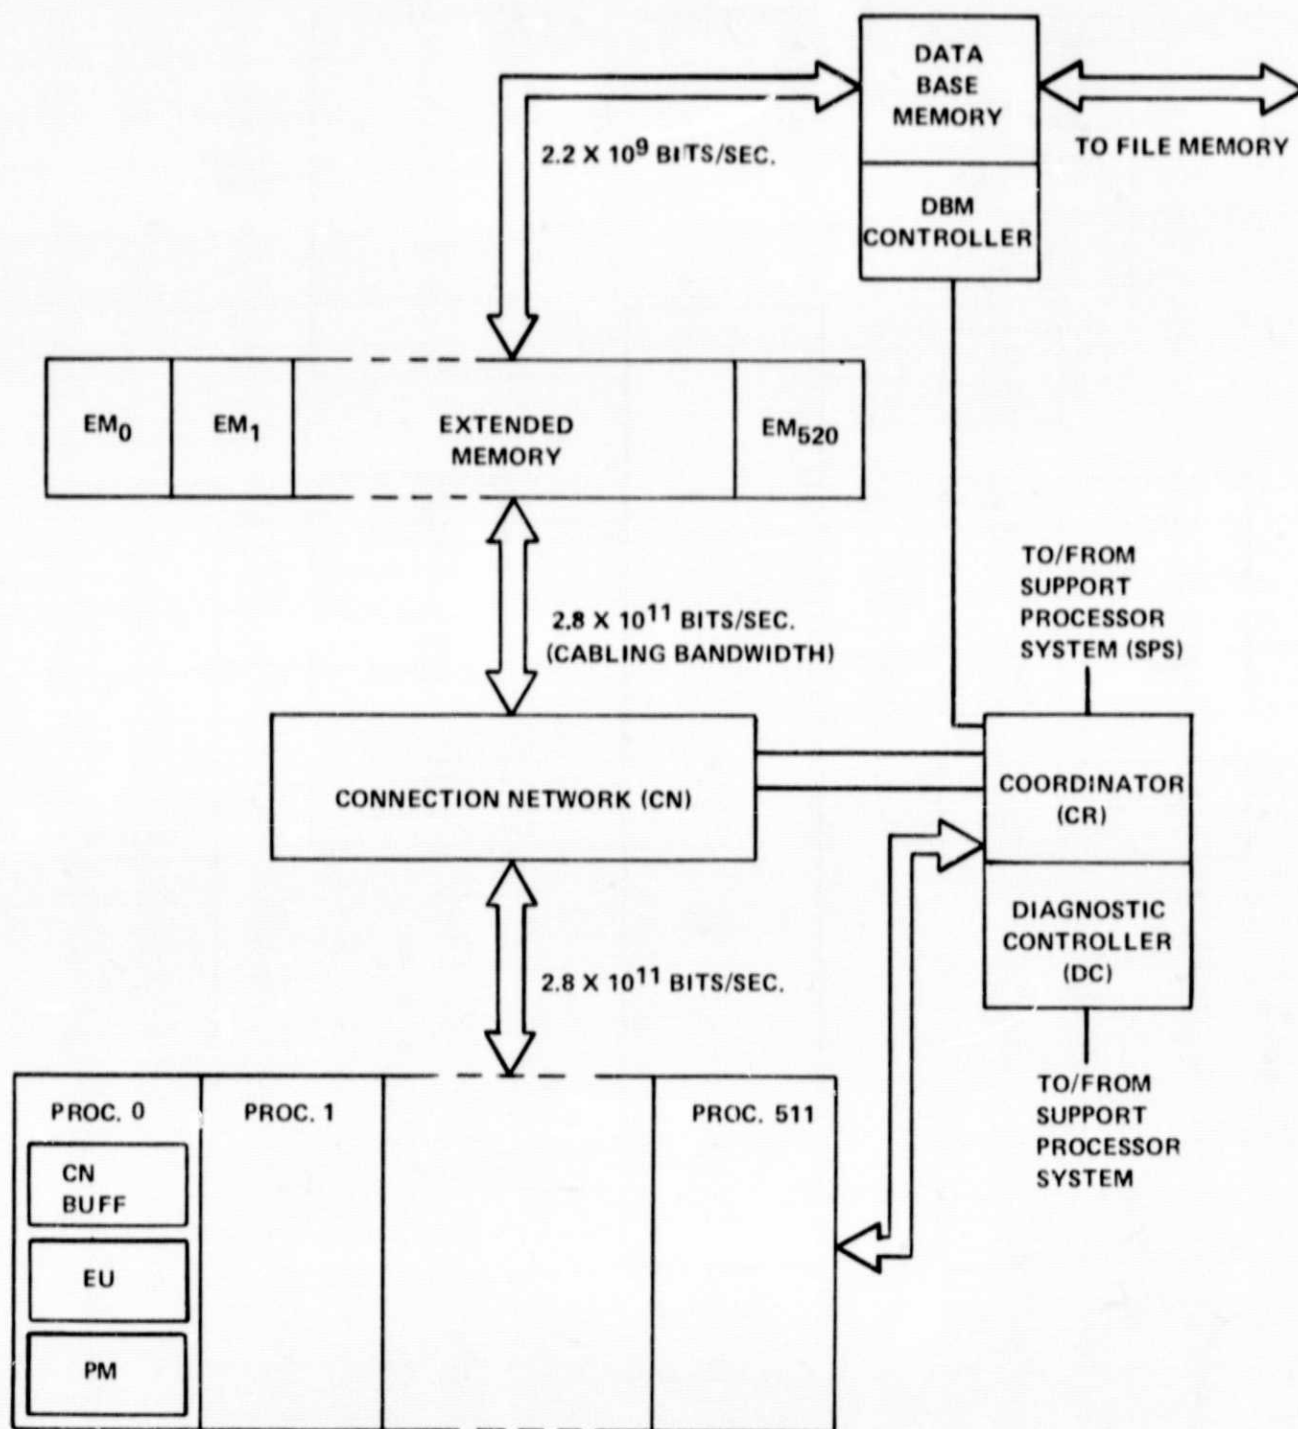 DATA
BASE
MEMORY
TO FILE MEMORY
2.2 X 10⁹ BITS/SEC.
DBM
CONTROLLER
EM₀
EM₁
EXTENDED
MEMORY
EM₅₂₀
TO/FROM
SUPPORT
PROCESSOR
SYSTEM (SPS)
2.8 X 10¹¹ BITS/SEC.
(CABLING BANDWIDTH)
CONNECTION NETWORK (CN)
COORDINATOR
(CR)
DIAGNOSTIC
CONTROLLER
(DC)
2.8 X 10¹¹ BITS/SEC.
TO/FROM
SUPPORT
PROCESSOR
SYSTEM
PROC. 0
PROC. 1
PROC. 511
CN
BUFF
EU
PM